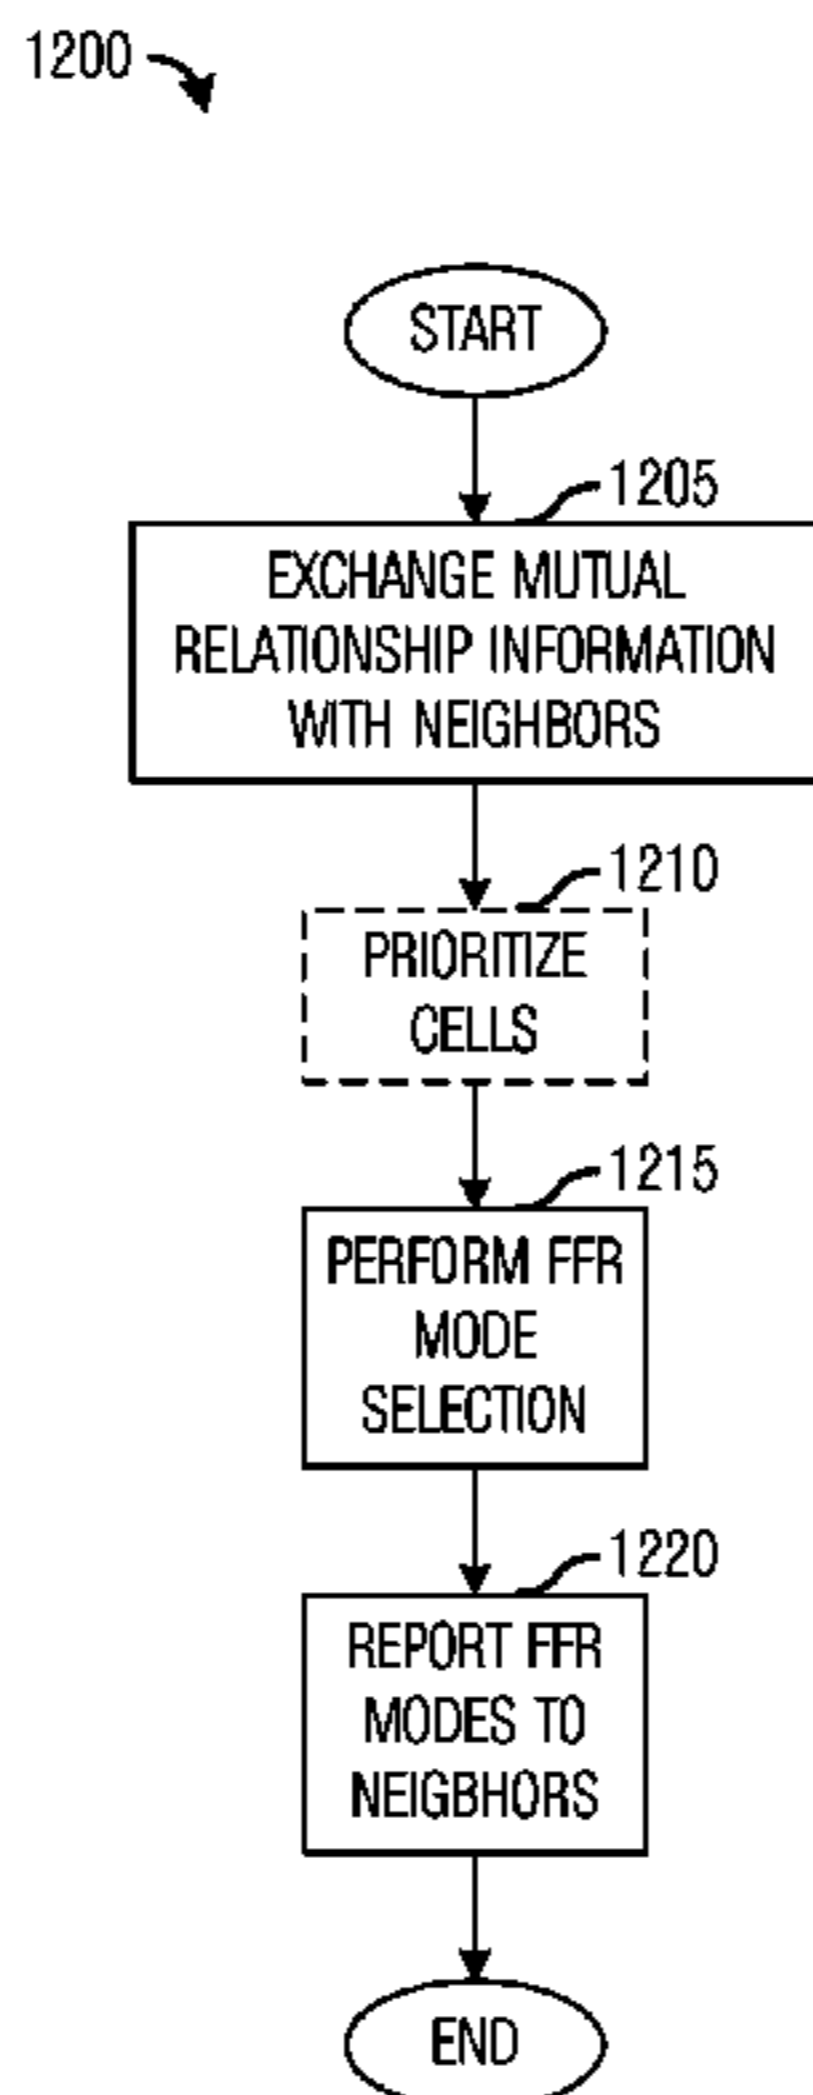 1200
START
1205
EXCHANGE MUTUAL
RELATIONSHIP INFORMATION
WITH NEIGHBORS
1210
PRIORITIZE
CELLS
1215
PERFORM FFR
MODE
SELECTION
1220
REPORT FFR
MODES TO
NEIGBHORS
END